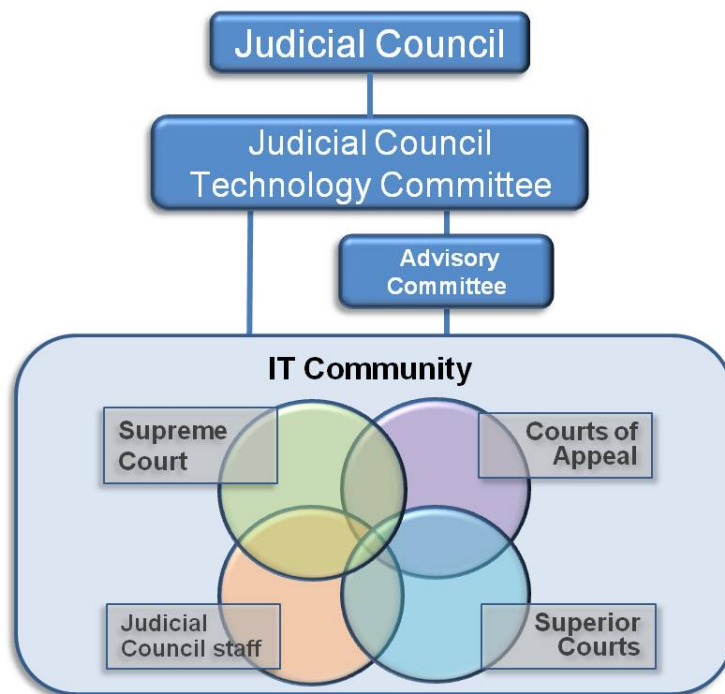 Judicial Council
Judicial Council
Technology Committee
Advisory
Committee
IT Community
Supreme
Court
Courts of
Appeal
Judicial
Council staff
Superior
Courts